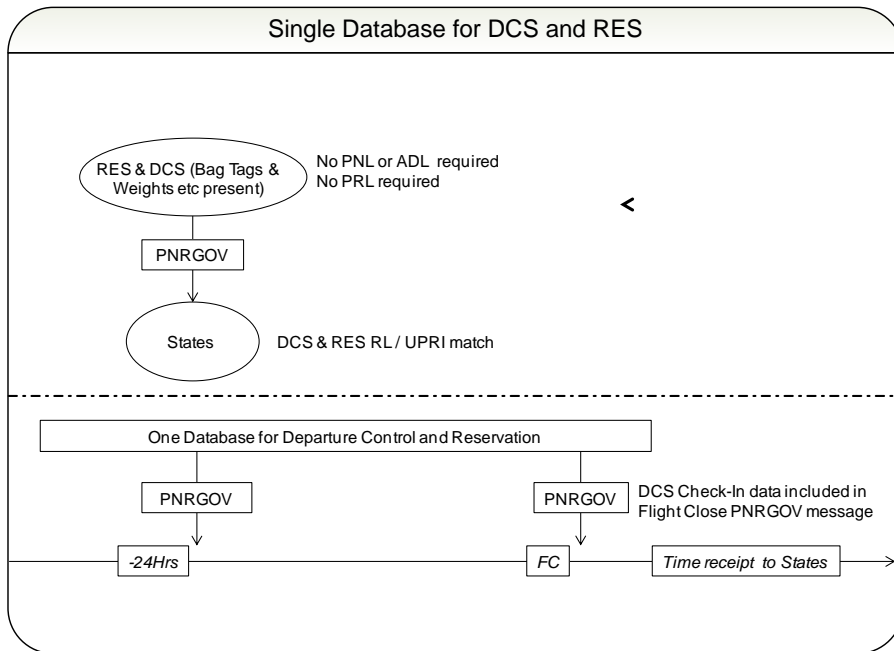 Single Database for DCS and RES
RES & DCS (Bag Tags &
Weights etc present)
No PNL or ADL required
No PRL required
<
PNRGOV
States
DCS & RES RL / UPRI match
One Database for Departure Control and Reservation
PNRGOV
PNRGOV
DCS Check-In data included in
Flight Close PNRGOV message
-24Hrs
FC
Time receipt to States